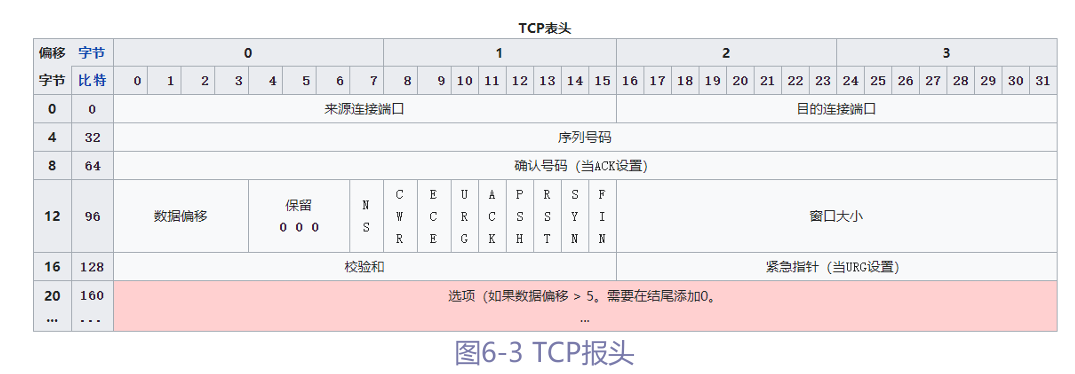 TCP表头
偏移 字节 0 1 2 3
字节 比特 0 1 2 3 4 5 6 7 8 9 10 11 12 13 14 15 16 17 18 19 20 21 22 23 24 25 26 27 28 29 30 31
0 0 来源连接端口 目的连接端口
4 32 序列号码
8 64 确认号码（当ACK设置）
12 96 数据偏移 保留 0 0 0 NS CWR ECE URG ACK PSH RST SYN FIN 窗口大小
16 128 校验和 紧急指针（当URG设置）
20 160 选项（如果数据偏移 > 5。需要在结尾添加0。
... ... ...
图6-3 TCP报头